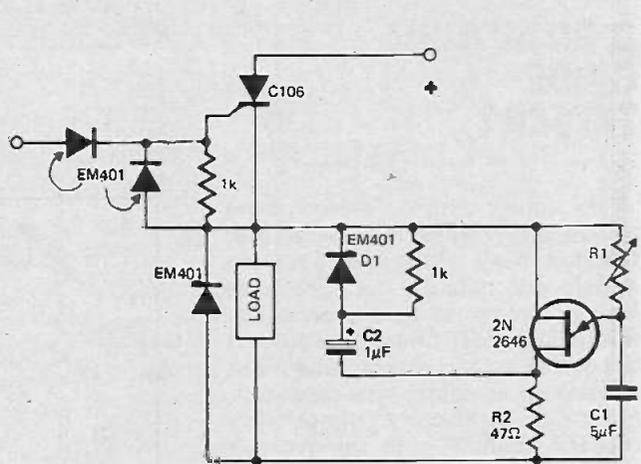 C106
+
EM401
1k
EM401
D1
R1
EM401
LOAD
1k
2N
2646
+
C2
1µF
R2
47Ω
C1
5µF